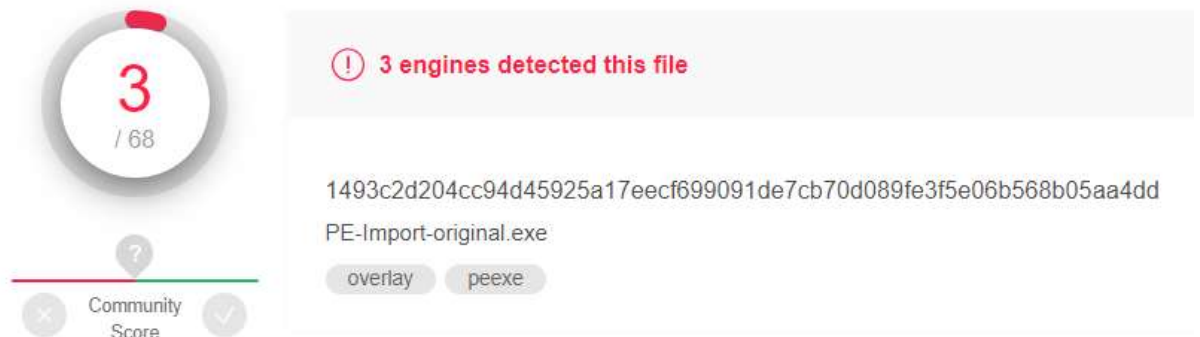 3
/ 68
?
Community
Score
! 3 engines detected this file
1493c2d204cc94d45925a17eecf699091de7cb70d089fe3f5e06b568b05aa4dd
PE-Import-original.exe
overlay peexe